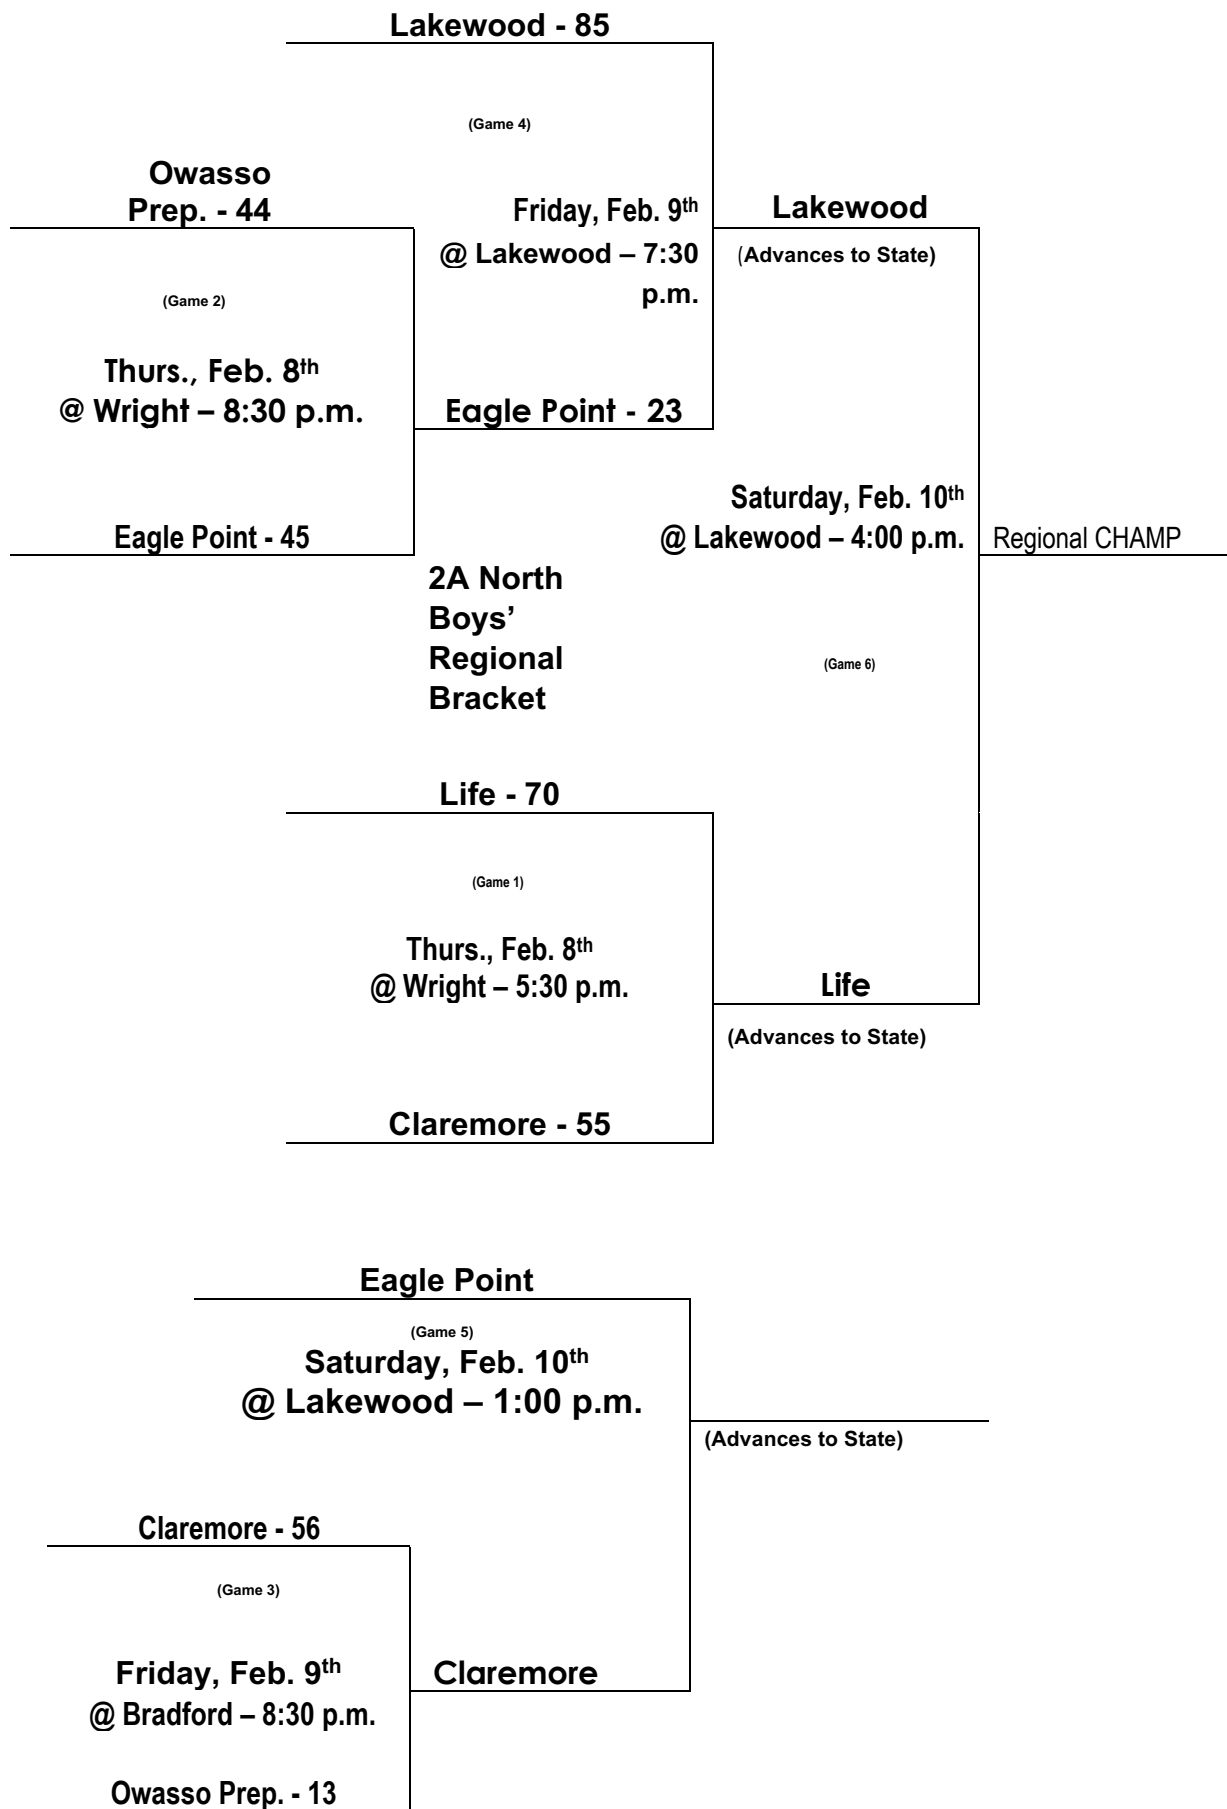 Lakewood - 85
(Game 4)
Owasso
Prep. - 44
Friday, Feb. 9th
@ Lakewood – 7:30
p.m.
Lakewood
(Advances to State)
(Game 2)
Thurs., Feb. 8th
@ Wright – 8:30 p.m.
Eagle Point - 23
Eagle Point - 45
Saturday, Feb. 10th
@ Lakewood – 4:00 p.m.
Regional CHAMP
2A North
Boys’
Regional
Bracket
(Game 6)
Life - 70
(Game 1)
Thurs., Feb. 8th
@ Wright – 5:30 p.m.
Life
(Advances to State)
Claremore - 55
Eagle Point
(Game 5)
Saturday, Feb. 10th
@ Lakewood – 1:00 p.m.
(Advances to State)
Claremore - 56
(Game 3)
Friday, Feb. 9th
@ Bradford – 8:30 p.m.
Claremore
Owasso Prep. - 13